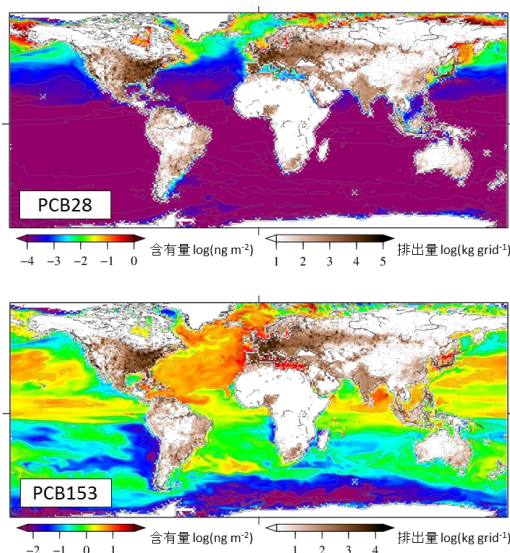 PCB28
−4 −3 −2 −1 0 含有量 log(ng m-2) 1 2 3 4 5 排出量 log(kg grid-1)
PCB153
−2 −1 0 1 含有量 log(ng m-2) 1 2 3 4 排出量 log(kg grid-1)